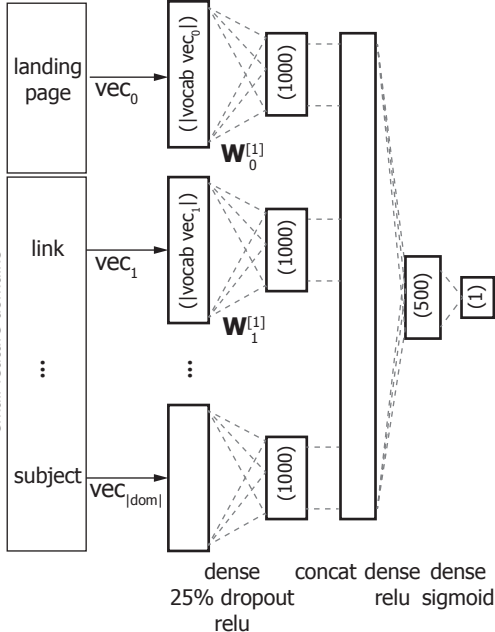 landing
page
vec0
(|vocab vec0|)
W0[1]
(1000)
link
vec1
(|vocab vec1|)
W1[1]
(1000)
...
...
subject
vec|dom|
(1000)
(500)
(1)
dense
25% dropout
relu
concat
dense
relu
dense
sigmoid